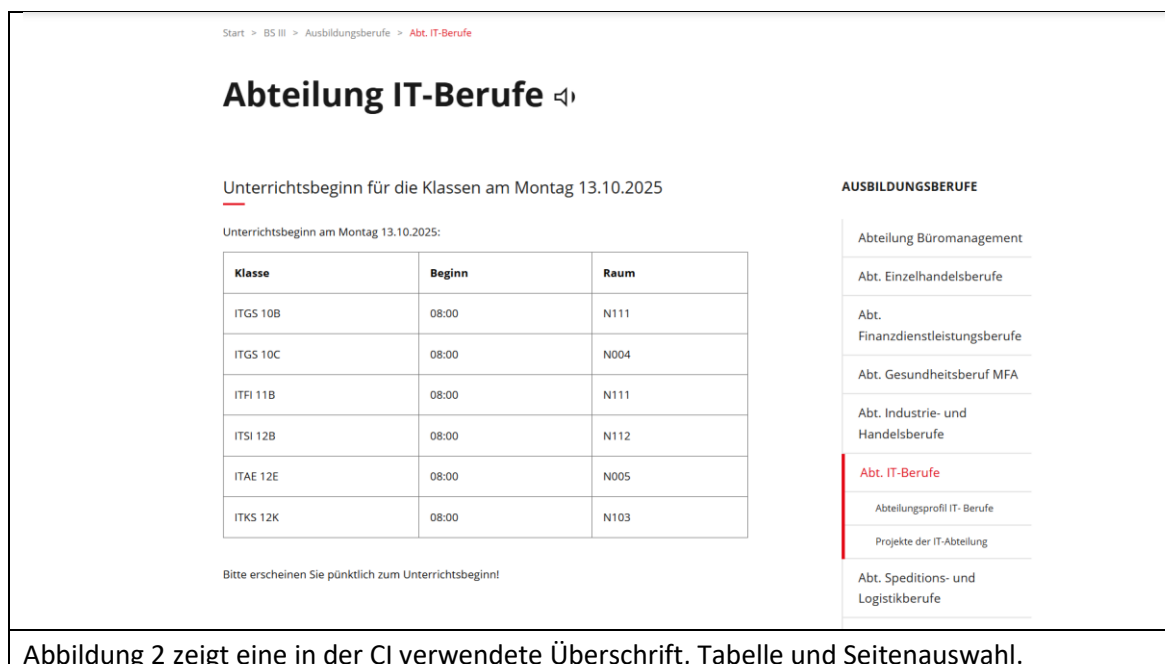 Start > BS III > Ausbildungsberufe > Abt. IT-Berufe
Abteilung IT-Berufe
Unterrichtsbeginn für die Klassen am Montag 13.10.2025
Unterrichtsbeginn am Montag 13.10.2025:
Klasse Beginn Raum
ITGS 10B 08:00 N111
ITGS 10C 08:00 N004
ITFI 11B 08:00 N111
ITSI 12B 08:00 N112
ITAE 12E 08:00 N005
ITKS 12K 08:00 N103
Bitte erscheinen Sie pünktlich zum Unterrichtsbeginn!
AUSBILDUNGSBERUFE
Abteilung Büromanagement
Abt. Einzelhandelsberufe
Abt.
Finanzdienstleistungsberufe
Abt. Gesundheitsberuf MFA
Abt. Industrie- und
Handelsberufe
Abt. IT-Berufe
Abteilungsprofil IT- Berufe
Projekte der IT-Abteilung
Abt. Speditions- und
Logistikberufe
Abbildung 2 zeigt eine in der CI verwendete Überschrift, Tabelle und Seitenauswahl.